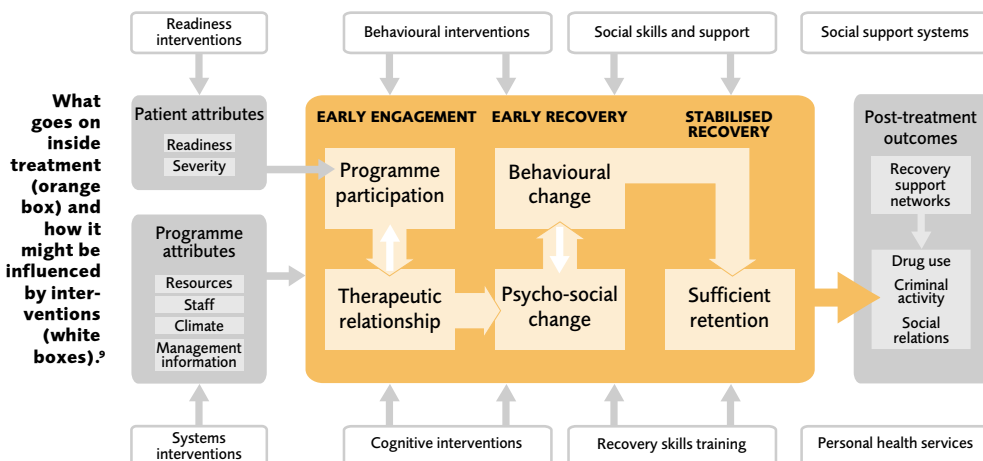 Readiness
interventions
Behavioural interventions
Social skills and support
Social support systems
What
goes on
inside
treatment
(orange
box) and
how it
might be
influenced
by inter-
ventions
(white
boxes).⁹
Patient attributes
Readiness
Severity
Programme
attributes
Resources
Staff
Climate
Management
information
EARLY ENGAGEMENT
EARLY RECOVERY
STABILISED
RECOVERY
Programme
participation
Behavioural
change
Therapeutic
relationship
Psycho-social
change
Sufficient
retention
Post-treatment
outcomes
Recovery
support
networks
Drug use
Criminal
activity
Social
relations
Systems
interventions
Cognitive interventions
Recovery skills training
Personal health services